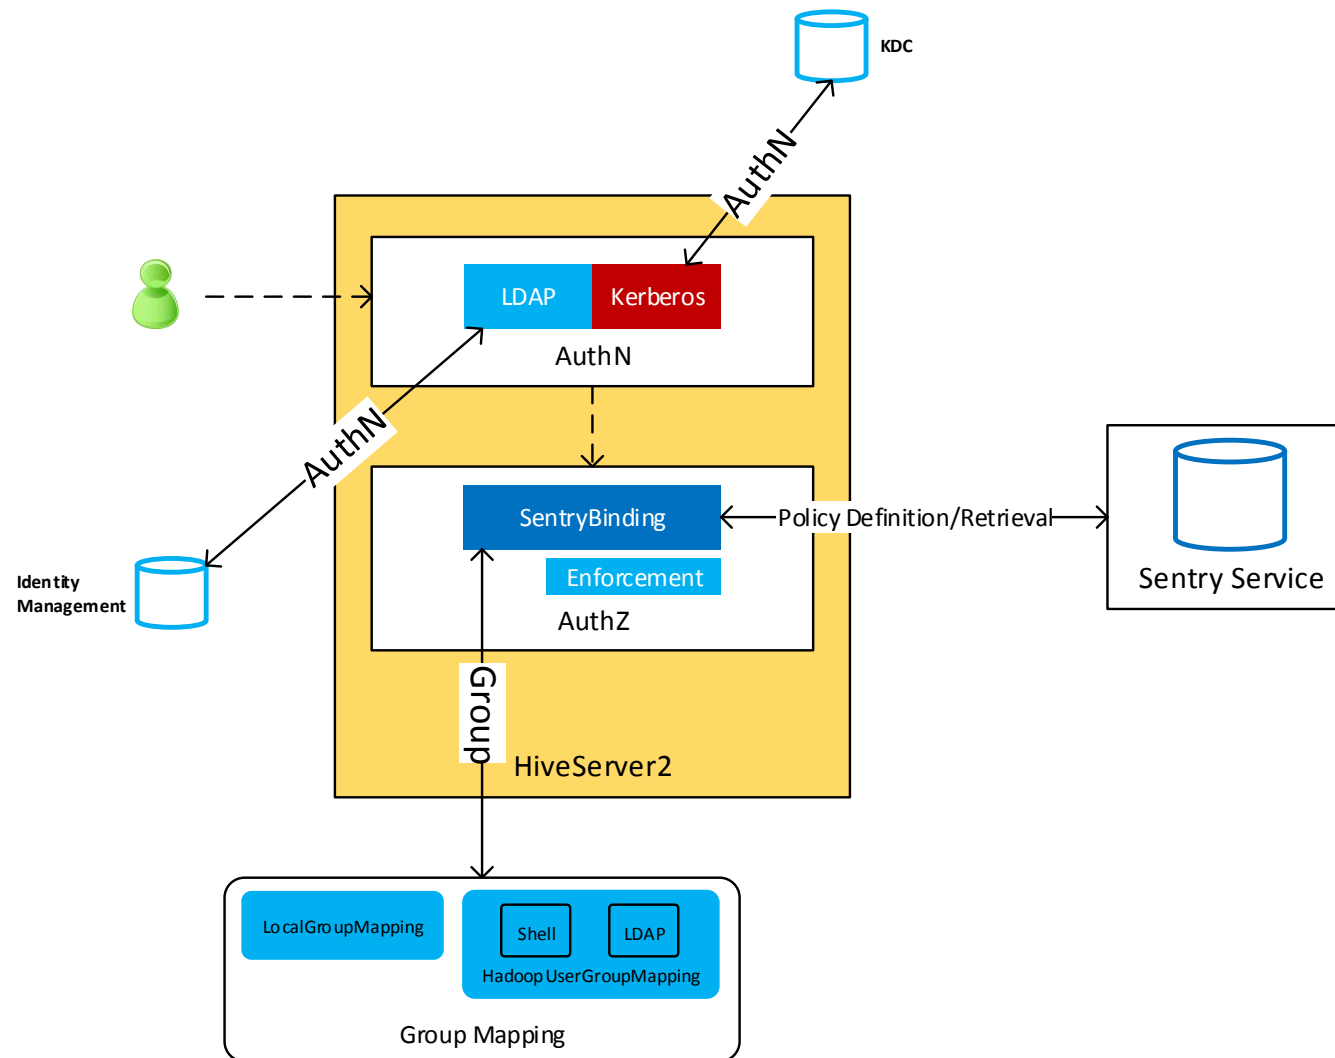 KDC
AuthN
LDAP
Kerberos
AuthN
AuthN
SentryBinding
Policy Definition/Retrieval
Enforcement
Sentry Service
Identity
Management
AuthZ
Group
HiveServer2
LocalGroupMapping
Shell
LDAP
HadoopUserGroupMapping
Group Mapping